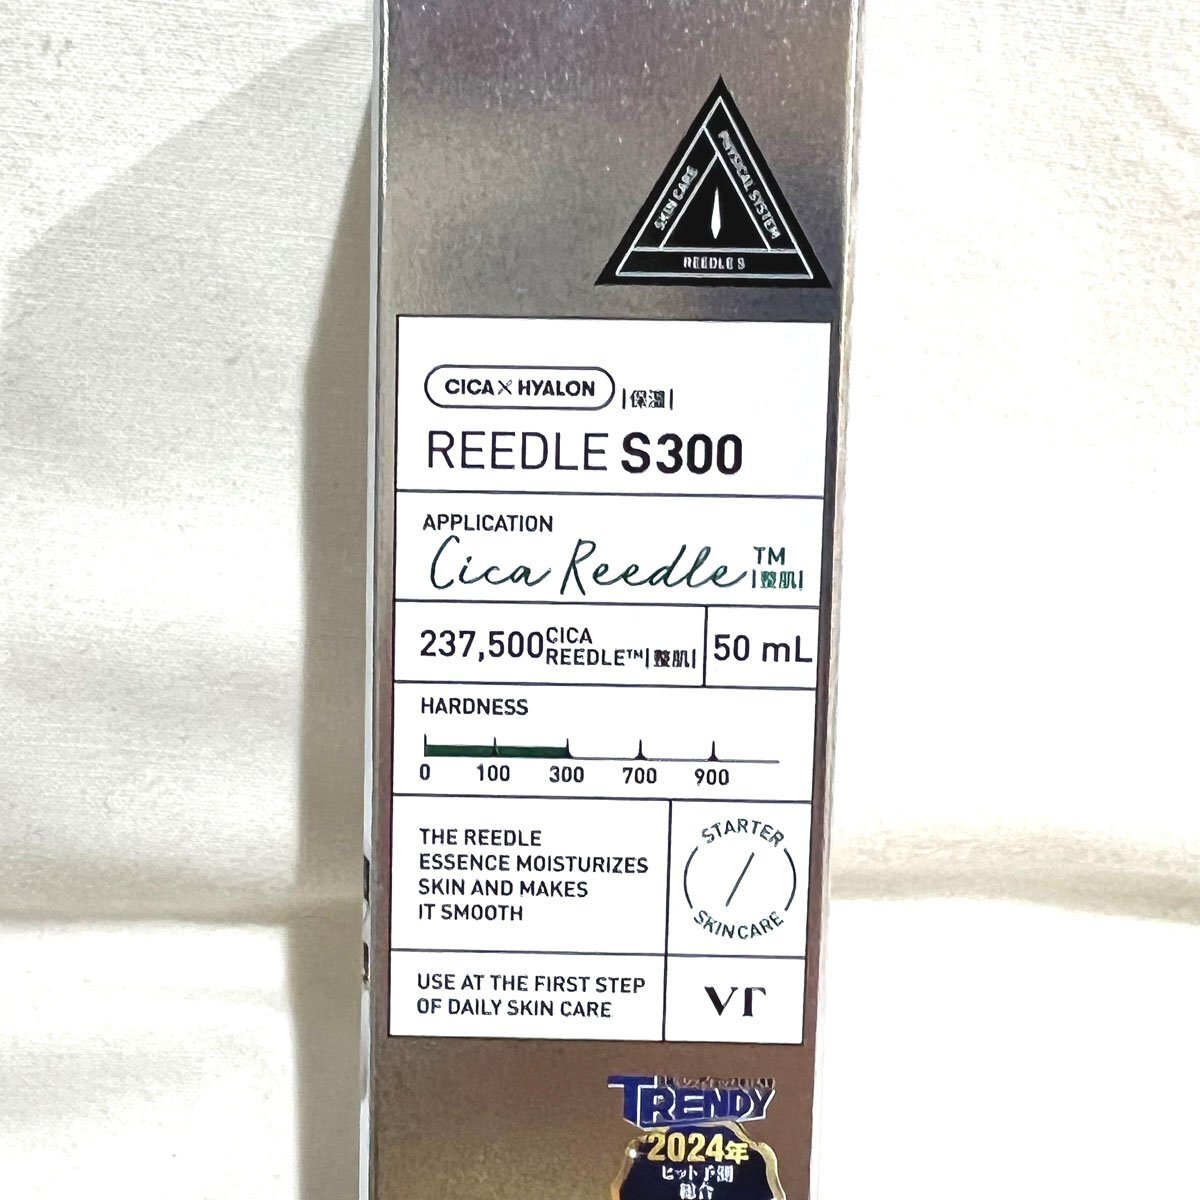 SKIN CARE
PHYSICAL SYSTEM
REEDLE S
CICA HYALON |保湿|
REEDLE S300
APPLICATION
Cica Reedle™ |整肌|
237,500 CICA
REEDLE™ |整肌|
50 mL
HARDNESS
0 100 300 700 900
THE REEDLE
ESSENCE MOISTURIZES
SKIN AND MAKES
IT SMOOTH
STARTER
SKINCARE
USE AT THE FIRST STEP
OF DAILY SKIN CARE
VT
TRENDY
2024年
ヒット予測
総合